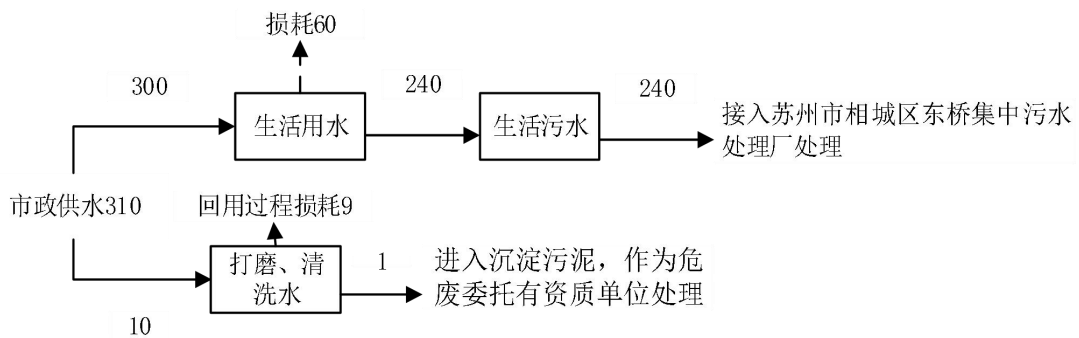 损耗60
300
240
240
生活用水
生活污水
接入苏州市相城区东桥集中污水
处理厂处理
市政供水310
回用过程损耗9
打磨、清
洗水
1
进入沉淀污泥，作为危
废委托有资质单位处理
10